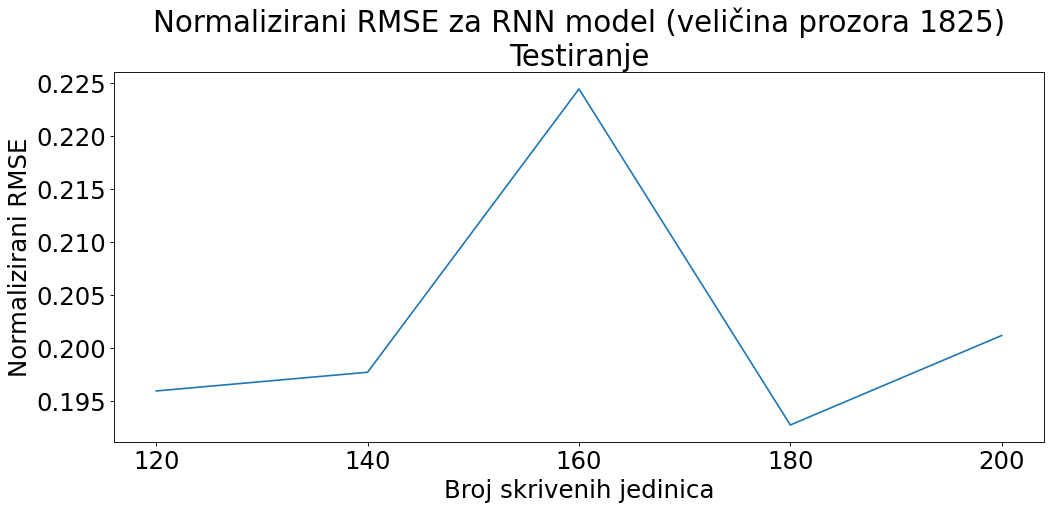 Normalizirani RMSE za RNN model (veličina prozora 1825)
Testiranje
Normalizirani RMSE
0.225
0.220
0.215
0.210
0.205
0.200
0.195
120 140 160 180 200
Broj skrivenih jedinica